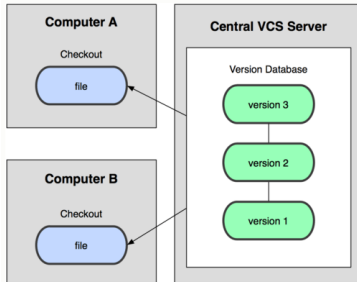 Computer A
Checkout
file
Computer B
Checkout
file
Central VCS Server
Version Database
version 3
version 2
version 1